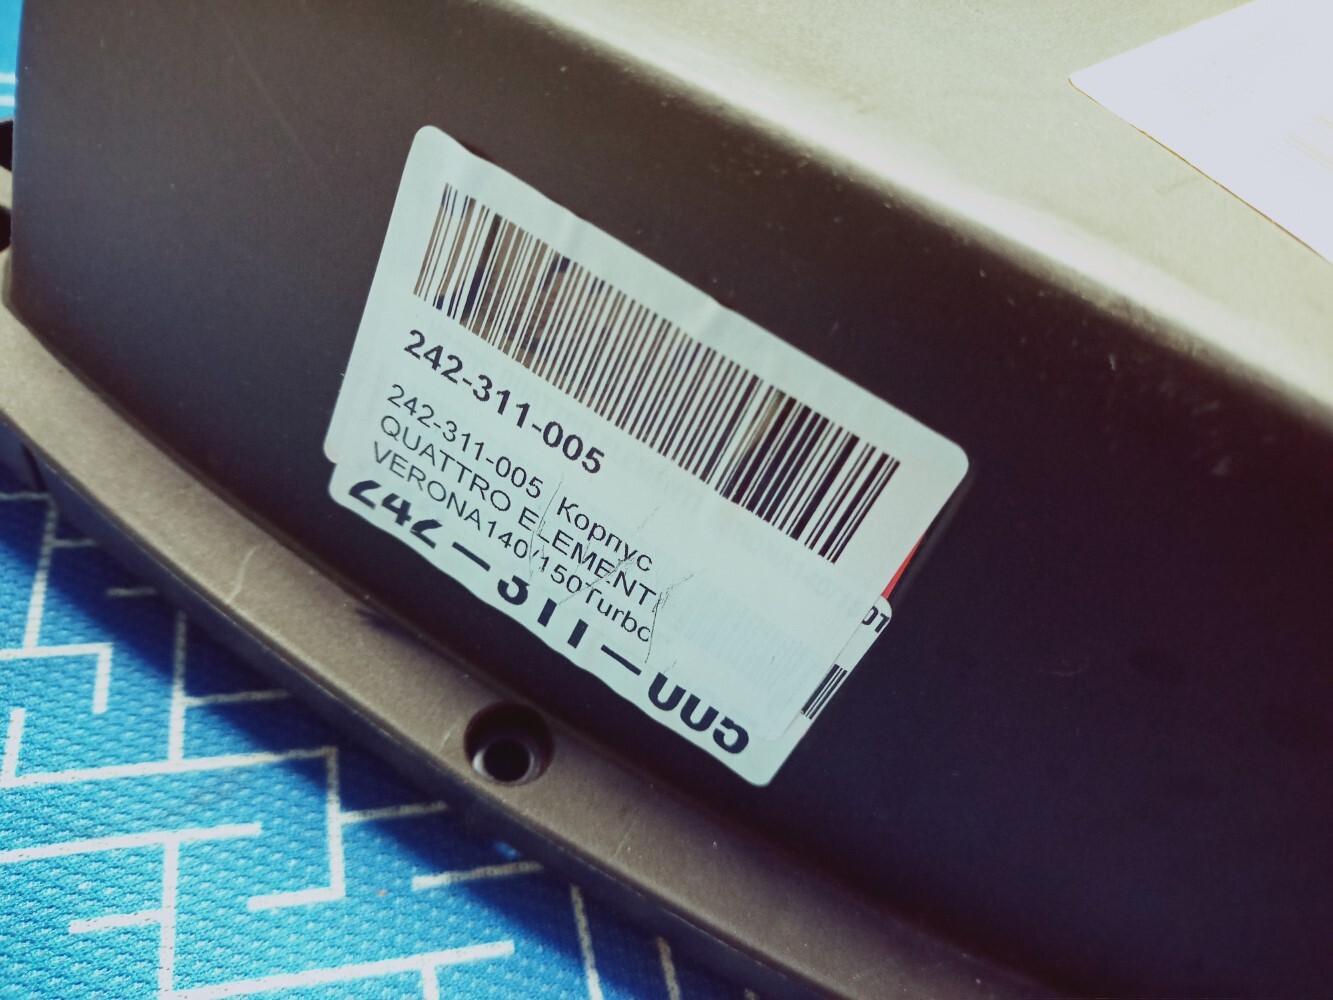 242-311-005
242-311-005 Корпус
QUATTRO ELEMENTI
VERONA140/150Turbo
242-311-005